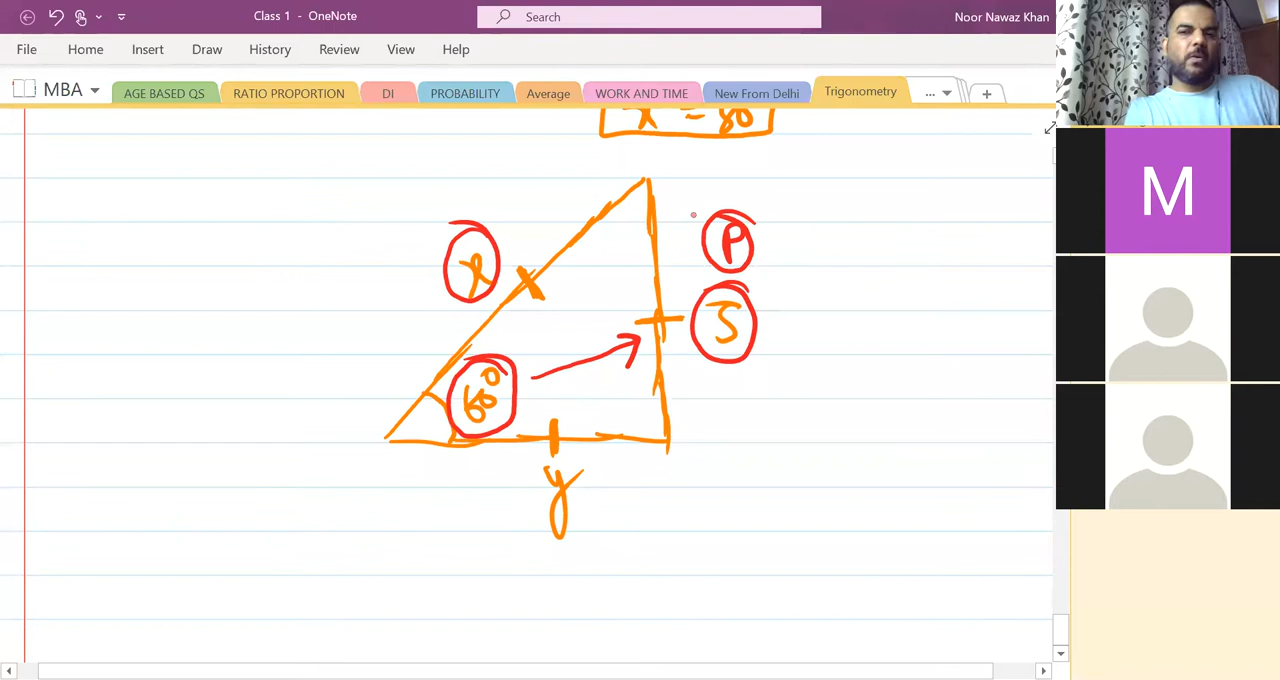 Class 1 - OneNote
Search
Noor Nawaz Khan
File Home Insert Draw History Review View Help
MBA
AGE BASED QS
RATIO PROPORTION
DI
PROBABILITY
Average
WORK AND TIME
New From Delhi
Trigonometry
...
+
x = 80
P
x
5
60°
y
M